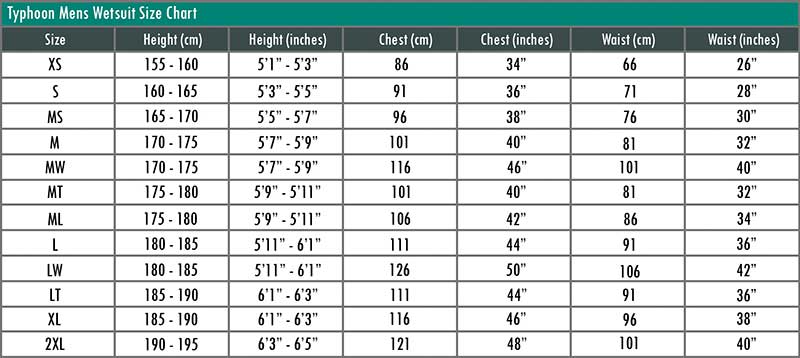 Typhoon Mens Wetsuit Size Chart
Size Height (cm) Height (inches) Chest (cm) Chest (inches) Waist (cm) Waist (inches)
XS 155 - 160 5’1” - 5’3” 86 34” 66 26”
S 160 - 165 5’3” - 5’5” 91 36” 71 28”
MS 165 - 170 5’5” - 5’7” 96 38” 76 30”
M 170 - 175 5’7” - 5’9” 101 40” 81 32”
MW 170 - 175 5’7” - 5’9” 116 46” 101 40”
MT 175 - 180 5’9” - 5’11” 101 40” 81 32”
ML 175 - 180 5’9” - 5’11” 106 42” 86 34”
L 180 - 185 5’11” - 6’1” 111 44” 91 36”
LW 180 - 185 5’11” - 6’1” 126 50” 106 42”
LT 185 - 190 6’1” - 6’3” 111 44” 91 36”
XL 185 - 190 6’1” - 6’3” 116 46” 96 38”
2XL 190 - 195 6’3” - 6’5” 121 48” 101 40”